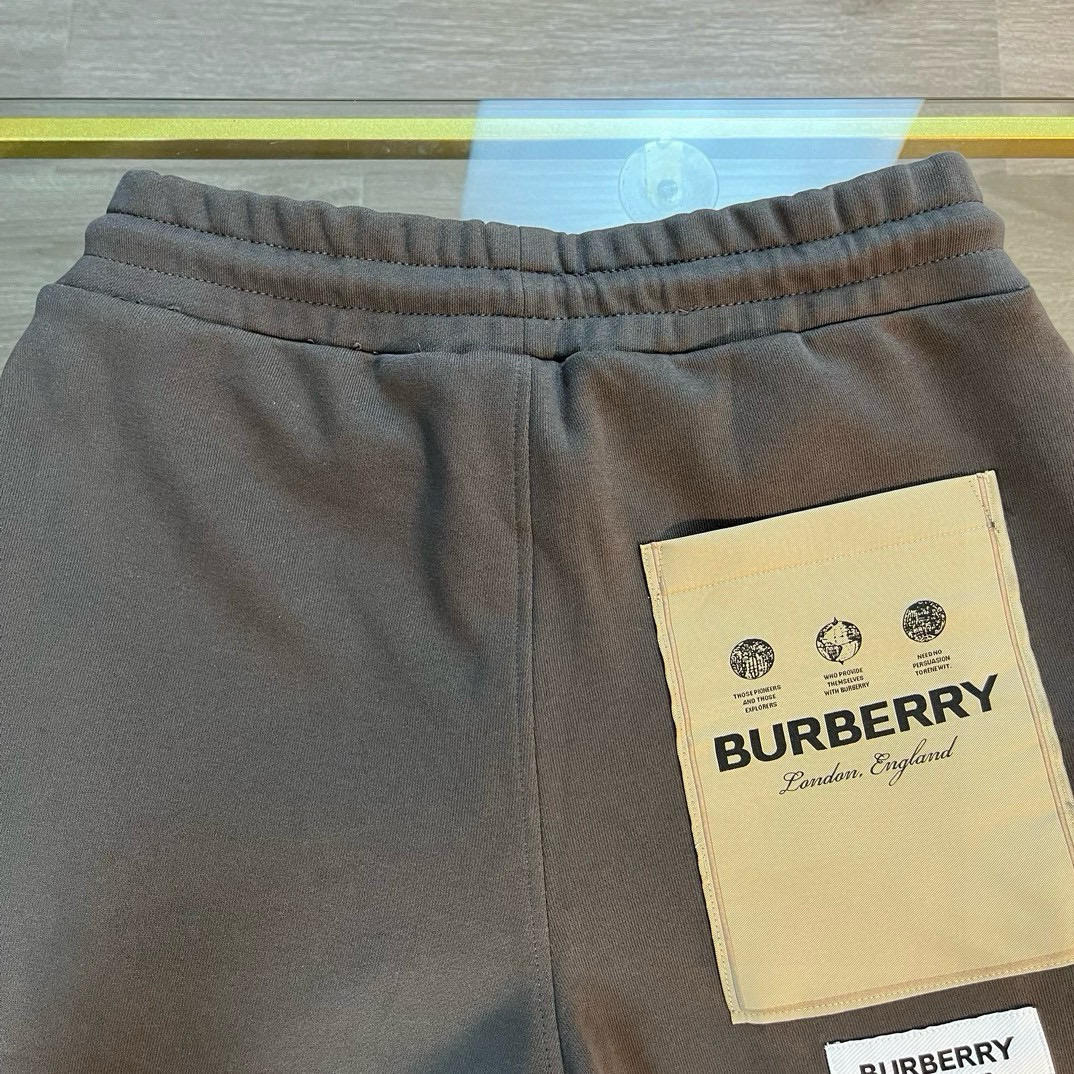 THOSE PIONEERS
AND THOSE
EXPLORERS
WHO PROVIDE
THEMSELVES
WITH BURBERRY
NEED NO
PERSUASION
TO RENEW IT.
BURBERRY
London, England
BURBERRY